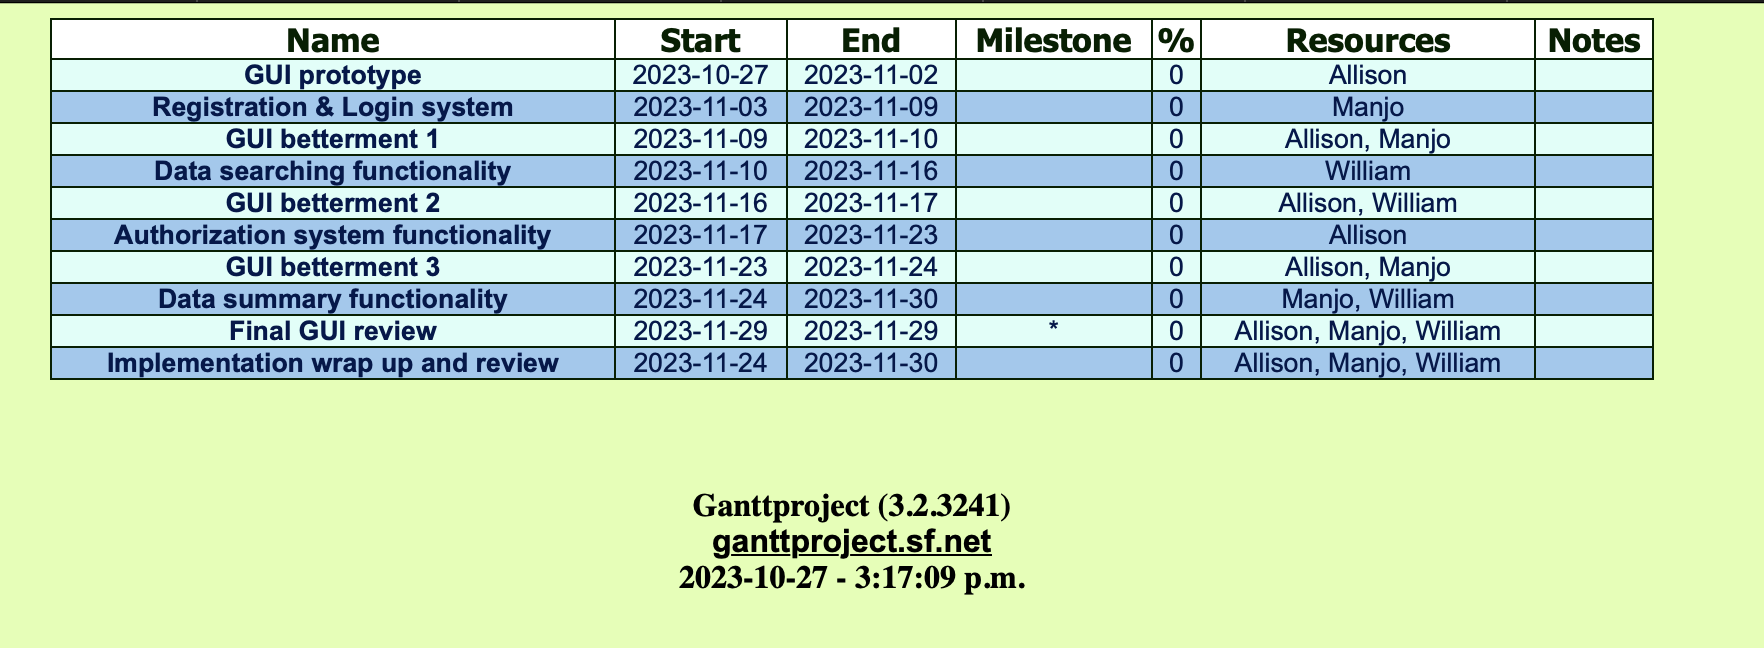 Name Start End Milestone % Resources Notes
GUI prototype 2023-10-27 2023-11-02 0 Allison
Registration & Login system 2023-11-03 2023-11-09 0 Manjo
GUI betterment 1 2023-11-09 2023-11-10 0 Allison, Manjo
Data searching functionality 2023-11-10 2023-11-16 0 William
GUI betterment 2 2023-11-16 2023-11-17 0 Allison, William
Authorization system functionality 2023-11-17 2023-11-23 0 Allison
GUI betterment 3 2023-11-23 2023-11-24 0 Allison, Manjo
Data summary functionality 2023-11-24 2023-11-30 0 Manjo, William
Final GUI review 2023-11-29 2023-11-29 * 0 Allison, Manjo, William
Implementation wrap up and review 2023-11-24 2023-11-30 0 Allison, Manjo, William
Ganttproject (3.2.3241)
ganttproject.sf.net
2023-10-27 - 3:17:09 p.m.